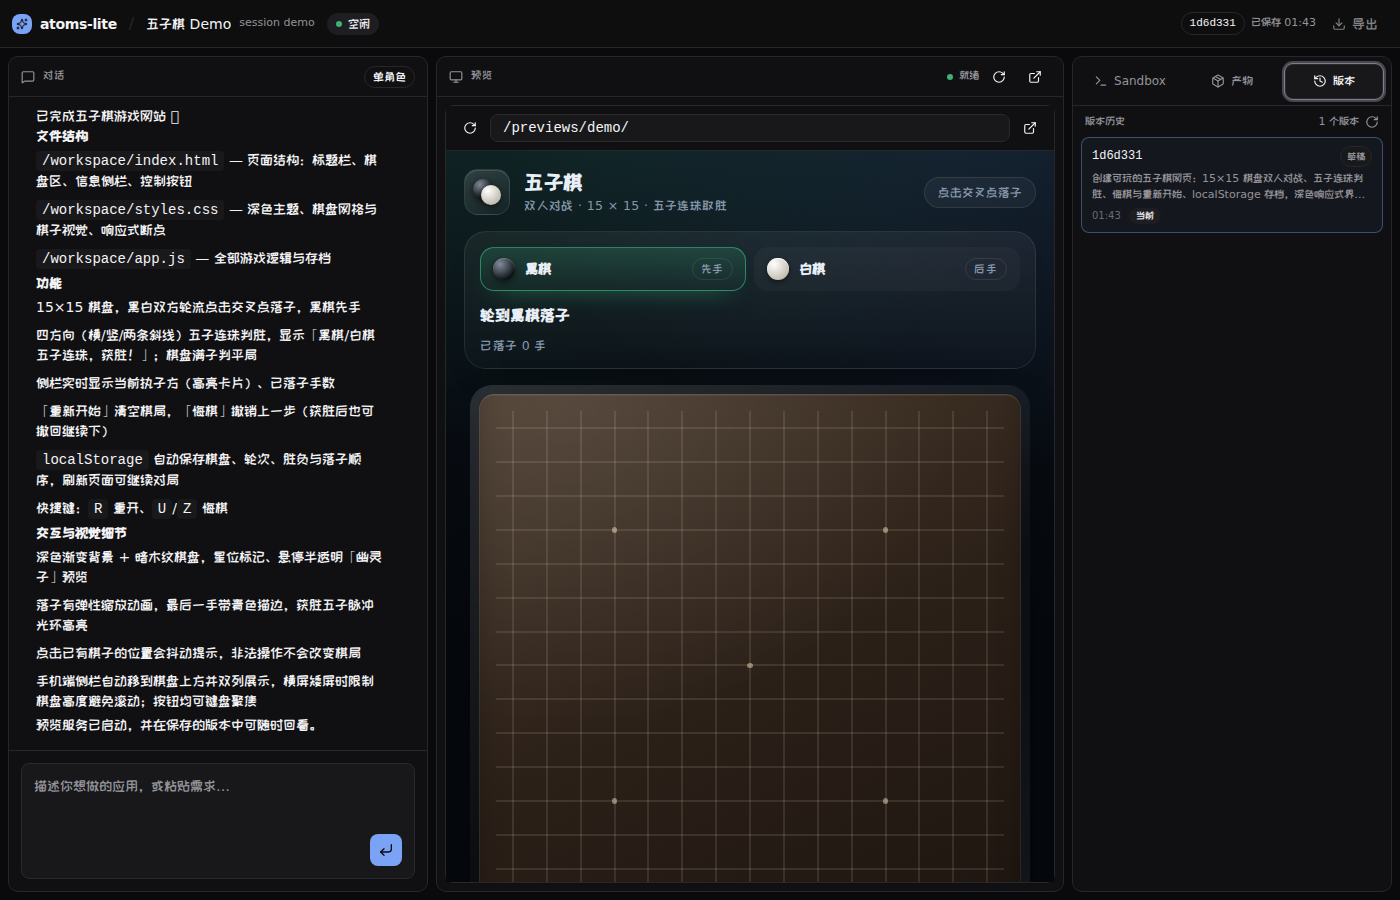 atoms-lite / 五子棋 Demo session demo 空闲
1d6d331 已保存 01:43 导出
对话 单角色
已完成五子棋游戏网站
文件结构
/workspace/index.html — 页面结构：标题栏、棋
盘区、信息侧栏、控制按钮
/workspace/styles.css — 深色主题、棋盘网格与
棋子视觉、响应式断点
/workspace/app.js — 全部游戏逻辑与存档
功能
15×15 棋盘，黑白双方轮流点击交叉点落子，黑棋先手
四方向（横/竖/两条斜线）五子连珠判胜，显示「黑棋/白棋
五子连珠，获胜！」；棋盘满子判平局
侧栏实时显示当前执子方（高亮卡片）、已落子手数
「重新开始」清空棋局，「悔棋」撤销上一步（获胜后也可
撤回继续下）
localStorage 自动保存棋盘、轮次、胜负与落子顺
序，刷新页面可继续对局
快捷键：R 重开、U / Z 悔棋
交互与视觉细节
深色渐变背景 + 暗木纹棋盘，星位标记、悬停半透明「幽灵
子」预览
落子有弹性缩放动画，最后一手带青色描边，获胜五子脉冲
光环高亮
点击已有棋子的位置会抖动提示，非法操作不会改变棋局
手机端侧栏自动移到棋盘上方并双列展示，横屏矮屏时限制
棋盘高度避免滚动；按钮均可键盘聚焦
预览服务已启动，并在保存的版本中可随时回看。
描述你想做的应用，或粘贴需求...
预览 就绪
/previews/demo/
五子棋
双人对战 · 15 × 15 · 五子连珠取胜
点击交叉点落子
黑棋 先手
白棋 后手
轮到黑棋落子
已落子 0 手
Sandbox 产物 版本
版本历史 1 个版本
1d6d331 草稿
创建可玩的五子棋网页：15×15 棋盘双人对战、五子连珠判
胜、悔棋与重新开始、localStorage 存档，深色响应式界...
01:43 当前